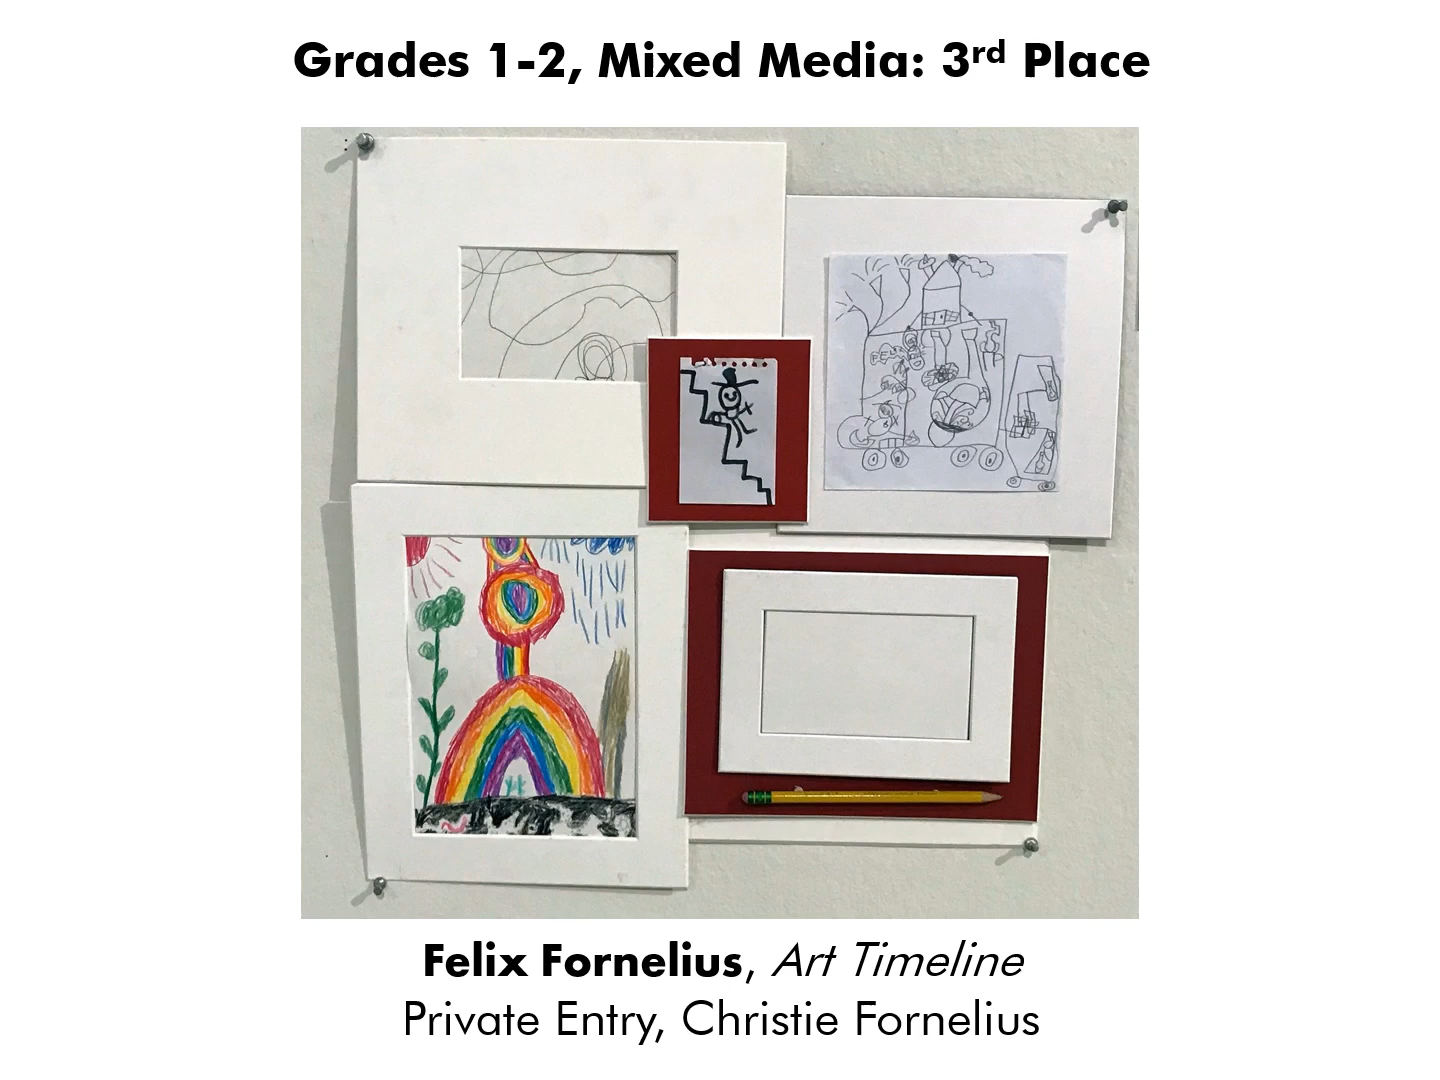 Grades 1-2, Mixed Media: 3rd Place
Felix Fornelius, Art Timeline
Private Entry, Christie Fornelius